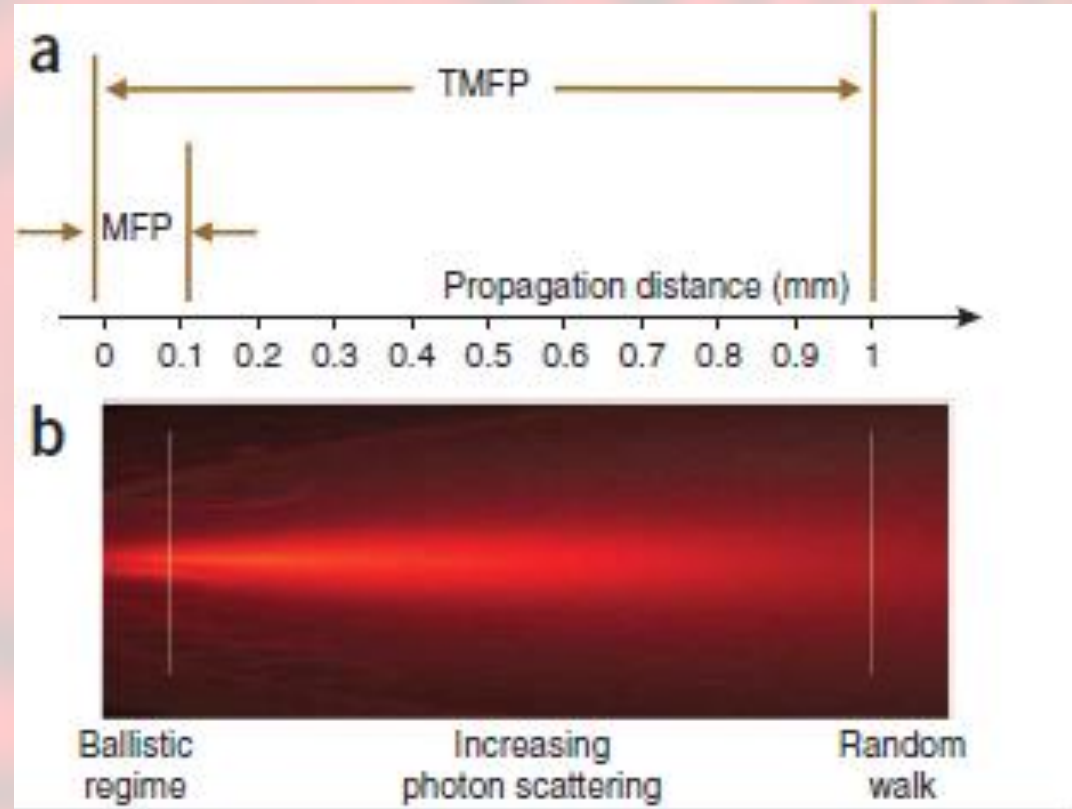 a
TMFP
MFP
Propagation distance (mm)
0 0.1 0.2 0.3 0.4 0.5 0.6 0.7 0.8 0.9 1
b
Ballistic regime
Increasing photon scattering
Random walk